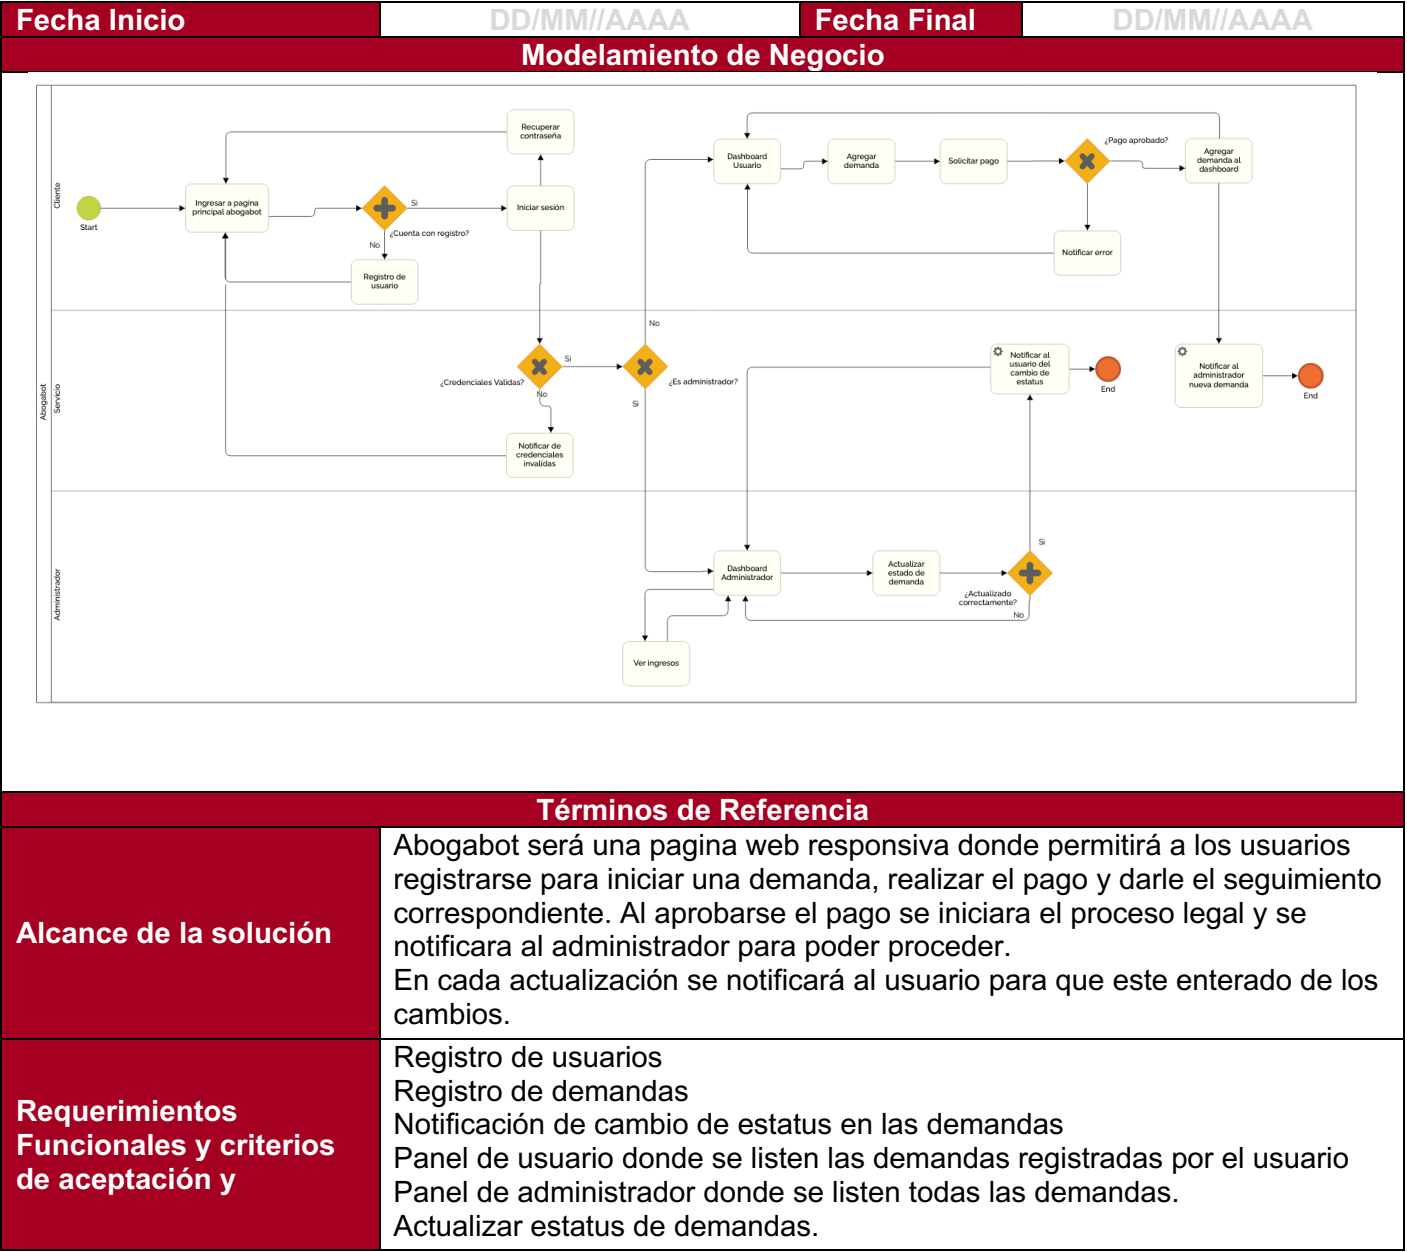 Fecha Inicio
DD/MM//AAAA
Fecha Final
DD/MM//AAAA
Modelamiento de Negocio
Abogabot
Cliente
Start
Ingresar a pagina
principal abogabot
¿Cuenta con registro?
Si
No
Registro de
usuario
Recuperar
contraseña
Iniciar sesión
Dashboard
Usuario
Agregar
demanda
Solicitar pago
¿Pago aprobado?
Agregar
demanda al
dashboard
Notificar error
Servicio
¿Credenciales Validas?
Si
No
Notificar de
credenciales
invalidas
No
¿Es administrador?
Si
Notificar al
usuario del
cambio de
estatus
End
Notificar al
administrador
nueva demanda
End
Administrador
Dashboard
Administrador
Actualizar
estado de
demanda
Si
¿Actualizado
correctamente?
No
Ver ingresos
Términos de Referencia
Alcance de la solución
Abogabot será una pagina web responsiva donde permitirá a los usuarios
registrarse para iniciar una demanda, realizar el pago y darle el seguimiento
correspondiente. Al aprobarse el pago se iniciara el proceso legal y se
notificara al administrador para poder proceder.
En cada actualización se notificará al usuario para que este enterado de los
cambios.
Requerimientos
Funcionales y criterios
de aceptación y
Registro de usuarios
Registro de demandas
Notificación de cambio de estatus en las demandas
Panel de usuario donde se listen las demandas registradas por el usuario
Panel de administrador donde se listen todas las demandas.
Actualizar estatus de demandas.